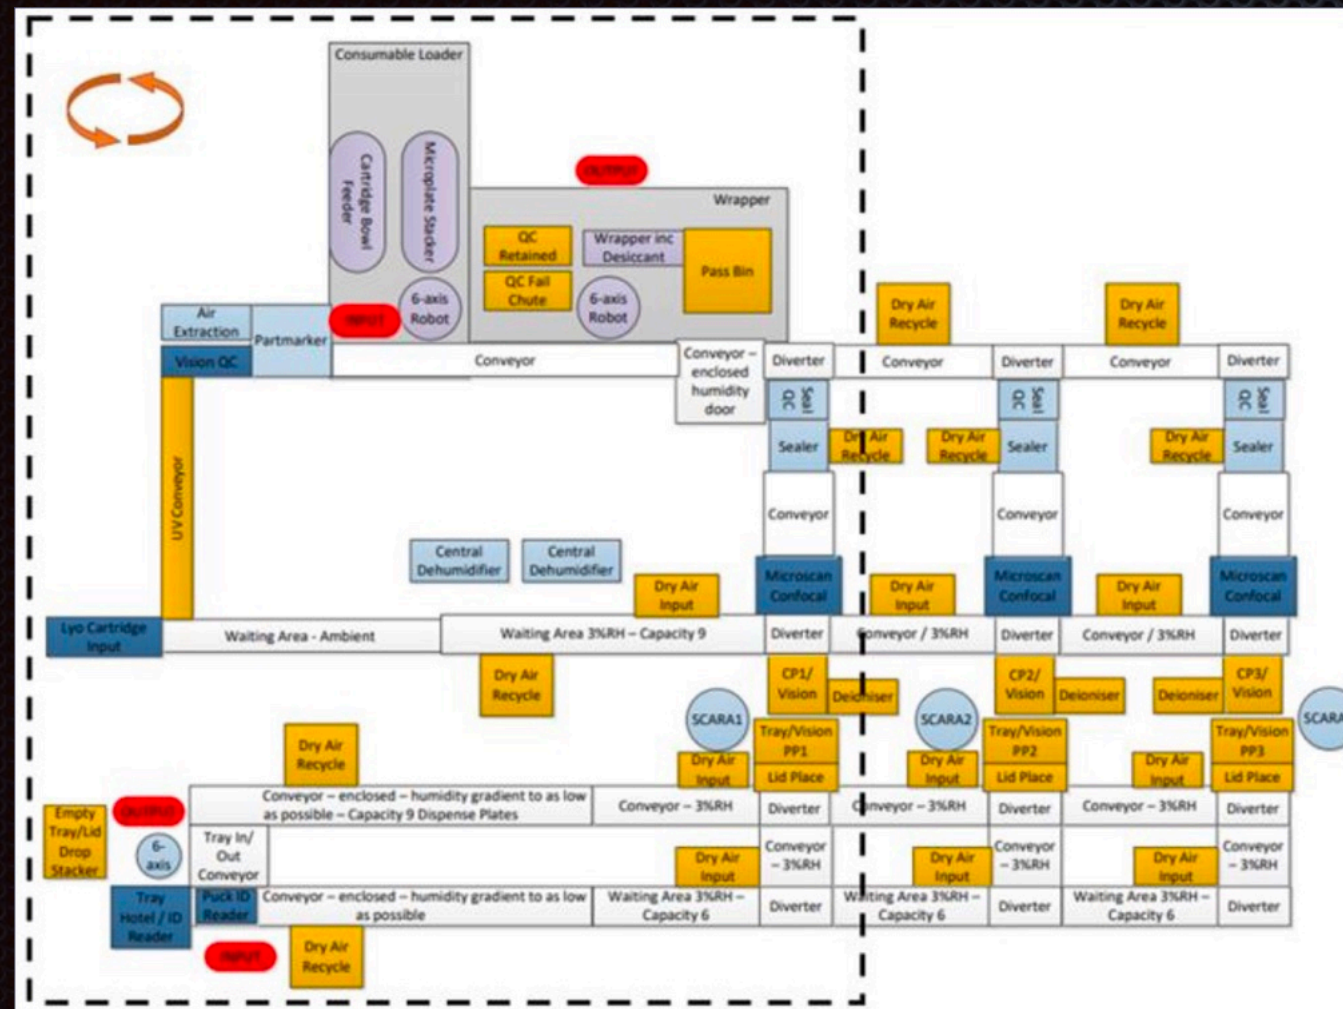 Consumable Loader
Cartridge Bowl
Feeder
Microplate Stacker
OUTPUT
Wrapper
QC
Retained
Wrapper inc
Desiccant
Pass Bin
QC Fail
Chute
6-axis
Robot
6-axis
Robot
Dry Air
Recycle
Dry Air
Recycle
Air
Extraction
Partmarker
INPUT
Vision QC
Conveyor
Conveyor –
enclosed
humidity
door
Diverter
Conveyor
Diverter
Conveyor
Diverter
Seal
QC
Seal
QC
Seal
QC
Sealer
Dry Air
Recycle
Dry Air
Recycle
Sealer
Dry Air
Recycle
Sealer
UV Conveyor
Conveyor
Conveyor
Conveyor
Central
Dehumidifier
Central
Dehumidifier
Dry Air
Input
Microscan
Confocal
Dry Air
Input
Microscan
Confocal
Dry Air
Input
Microscan
Confocal
Lyo Cartridge
Input
Waiting Area - Ambient
Waiting Area 3%RH – Capacity 9
Diverter
Conveyor / 3%RH
Diverter
Conveyor / 3%RH
Diverter
Dry Air
Recycle
CP1/
Vision
Deioniser
CP2/
Vision
Deioniser
Deioniser
CP3/
Vision
SCARA1
SCARA2
SCARA
Tray/Vision
PP1
Tray/Vision
PP2
Tray/Vision
PP3
Dry Air
Recycle
Dry Air
Input
Lid Place
Dry Air
Input
Lid Place
Dry Air
Input
Lid Place
Empty
Tray/Lid
Drop
Stacker
OUTPUT
Conveyor – enclosed – humidity gradient to as low
as possible – Capacity 9 Dispense Plates
Conveyor – 3%RH
Diverter
Conveyor – 3%RH
Diverter
Conveyor – 3%RH
Diverter
6-
axis
Tray In/
Out
Conveyor
Dry Air
Input
Conveyor
– 3%RH
Dry Air
Input
Conveyor
– 3%RH
Dry Air
Input
Conveyor
– 3%RH
Tray
Hotel / ID
Reader
Puck ID
Reader
Conveyor – enclosed – humidity gradient to as low
as possible
Waiting Area 3%RH –
Capacity 6
Diverter
Waiting Area 3%RH –
Capacity 6
Diverter
Waiting Area 3%RH –
Capacity 6
Diverter
INPUT
Dry Air
Recycle